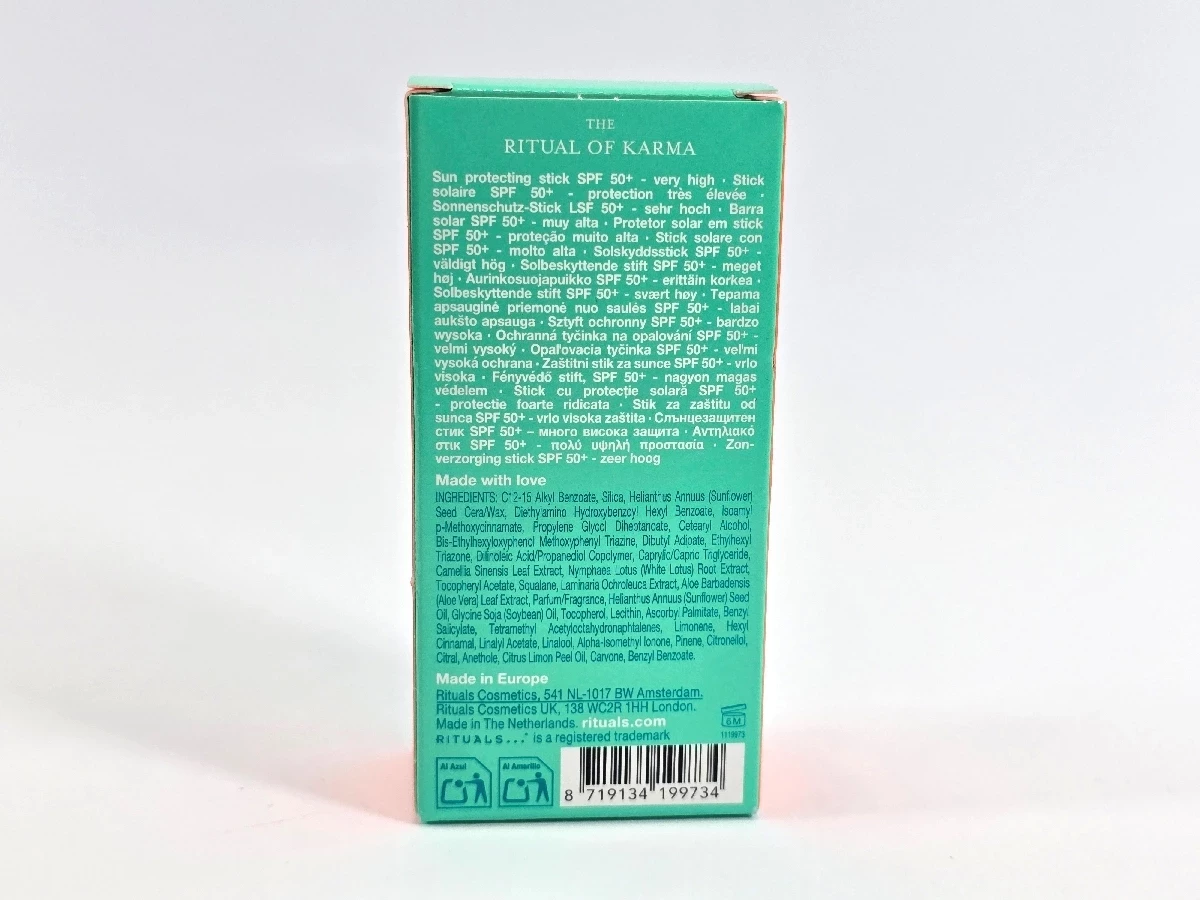 THE
RITUAL OF KARMA
Sun protecting stick SPF 50+ - very high · Stick
solaire SPF 50+ - protection très élevée ·
Sonnenschutz-Stick LSF 50+ - sehr hoch · Barra
solar SPF 50+ - muy alta · Protetor solar em stick
SPF 50+ - proteção muito alta · Stick solare con
SPF 50+ - molto alta · Solskyddsstick SPF 50+ -
väldigt hög · Solbeskyttende stift SPF 50+ - meget
høj · Aurinkosuojapuikko SPF 50+ - erittäin korkea ·
Solbeskyttende stift SPF 50+ - svært høy · Tepama
apsauginė priemonė nuo saulės SPF 50+ - labai
aukšto apsauga · Sztyft ochronny SPF 50+ - bardzo
wysoka · Ochranná tyčinka na opalování SPF 50+ -
velmi vysoký · Opaľovacia tyčinka SPF 50+ - veľmi
vysoká ochrana · Zaštitni stik za sunce SPF 50+ - vrlo
visoka · Fényvédő stift, SPF 50+ - nagyon magas
védelem · Stick cu protecție solară SPF 50+
- protectie foarte ridicata · Stik za zaštitu od
sunca SPF 50+ - vrlo visoka zaštita · Слънцезащитен
стик SPF 50+ – много висока защита · Αντηλιακό
στικ SPF 50+ - πολύ υψηλή προστασία · Zon-
verzorging stick SPF 50+ - zeer hoog
Made with love
INGREDIENTS: C12-15 Alkyl Benzoate, Silica, Helianthus Annuus (Sunflower)
Seed Cera/Wax, Diethylamino Hydroxybenzoyl Hexyl Benzoate, Isoamyl
p-Methoxycinnamate, Propylene Glycol Diheptanoate, Cetearyl Alcohol,
Bis-Ethylhexyloxyphenol Methoxyphenyl Triazine, Dibutyl Adipate, Ethylhexyl
Triazone, Dilinoleic Acid/Propanediol Copolymer, Caprylic/Capric Triglyceride,
Camellia Sinensis Leaf Extract, Nymphaea Lotus (White Lotus) Root Extract,
Tocopheryl Acetate, Squalane, Laminaria Ochroleuca Extract, Aloe Barbadensis
(Aloe Vera) Leaf Extract, Parfum/Fragrance, Helianthus Annuus (Sunflower) Seed
Oil, Glycine Soja (Soybean) Oil, Tocopherol, Lecithin, Ascorbyl Palmitate, Benzyl
Salicylate, Tetramethyl Acetyloctahydronaphtalenes, Limonene, Hexyl
Cinnamal, Linalyl Acetate, Linalool, Alpha-Isomethyl Ionone, Pinene, Citronellol,
Citral, Anethole, Citrus Limon Peel Oil, Carvone, Benzyl Benzoate.
Made in Europe
Rituals Cosmetics, 541 NL-1017 BW Amsterdam.
Rituals Cosmetics UK, 138 WC2R 1HH London.
Made in The Netherlands. rituals.com
6M
RITUALS...* is a registered trademark
1119973
Al Azul
Al Amarillo
8 719134 199734